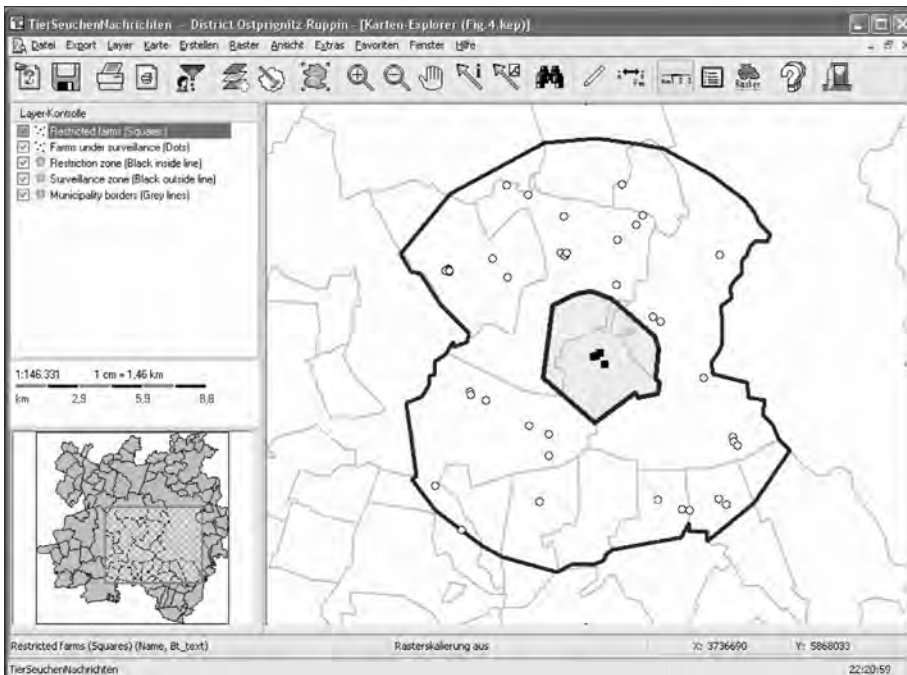 TierSeuchenNachrichten - District Ostprignitz-Ruppin - [Karten-Explorer (Fig.4.kep)]
Datei Export Layer Karte Erstellen Raster Ansicht Extras Favoriten Fenster Hilfe
Raster
Layer-Kontrolle
Restricted farms (Squares)
Farms under surveillance (Dots)
Restriction zone (Black inside line)
Surveillance zone (Black outside line)
Municipality borders (Grey lines)
1:146.331 1 cm = 1,46 km
km 2,9 5,9 8,8
Restricted farms (Squares) (Name, Bt_text) Rasterskalierung aus X: 3736690 Y: 5868033
TierSeuchenNachrichten 22:20:59